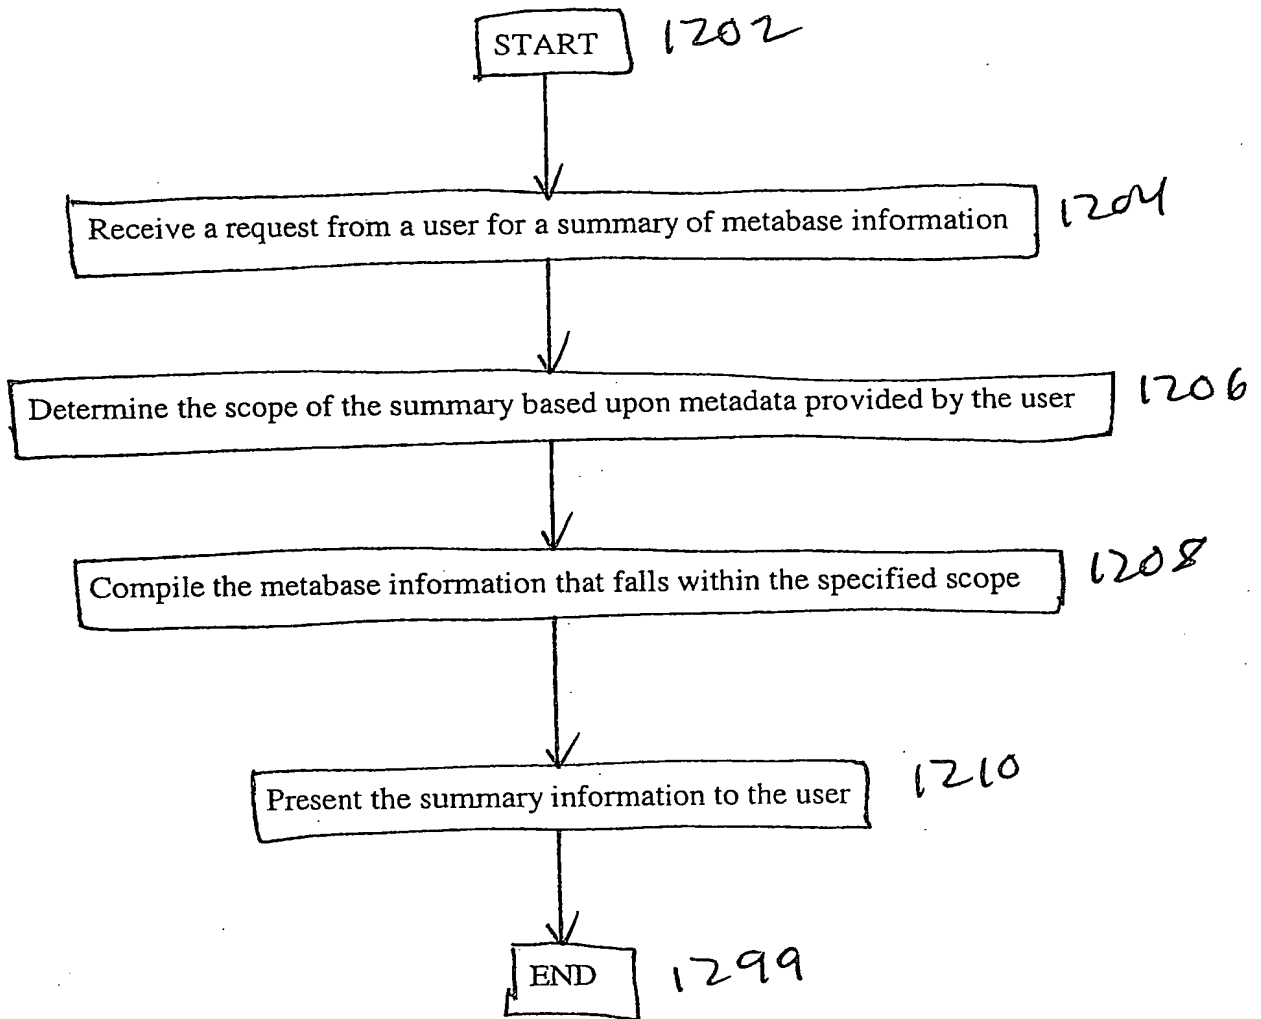 START 1202
Receive a request from a user for a summary of metabase information 1204
Determine the scope of the summary based upon metadata provided by the user 1206
Compile the metabase information that falls within the specified scope 1208
Present the summary information to the user 1210
END 1299